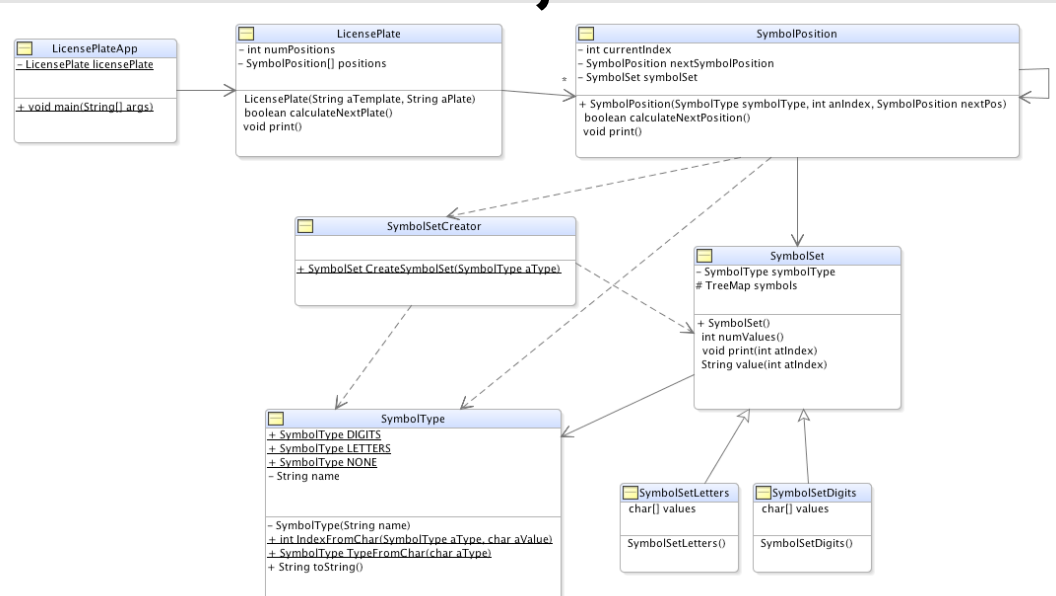 LicensePlateApp
- LicensePlate licensePlate
+ void main(String[] args)
LicensePlate
- int numPositions
- SymbolPosition[] positions
LicensePlate(String aTemplate, String aPlate)
boolean calculateNextPlate()
void print()
*
SymbolPosition
- int currentIndex
- SymbolPosition nextSymbolPosition
- SymbolSet symbolSet
+ SymbolPosition(SymbolType symbolType, int anIndex, SymbolPosition nextPos)
boolean calculateNextPosition()
void print()
SymbolSetCreator
+ SymbolSet CreateSymbolSet(SymbolType aType)
SymbolSet
- SymbolType symbolType
# TreeMap symbols
+ SymbolSet()
int numValues()
void print(int atIndex)
String value(int atIndex)
SymbolType
+ SymbolType DIGITS
+ SymbolType LETTERS
+ SymbolType NONE
- String name
- SymbolType(String name)
+ int IndexFromChar(SymbolType aType, char aValue)
+ SymbolType TypeFromChar(char aType)
+ String toString()
SymbolSetLetters
char[] values
SymbolSetLetters()
SymbolSetDigits
char[] values
SymbolSetDigits()